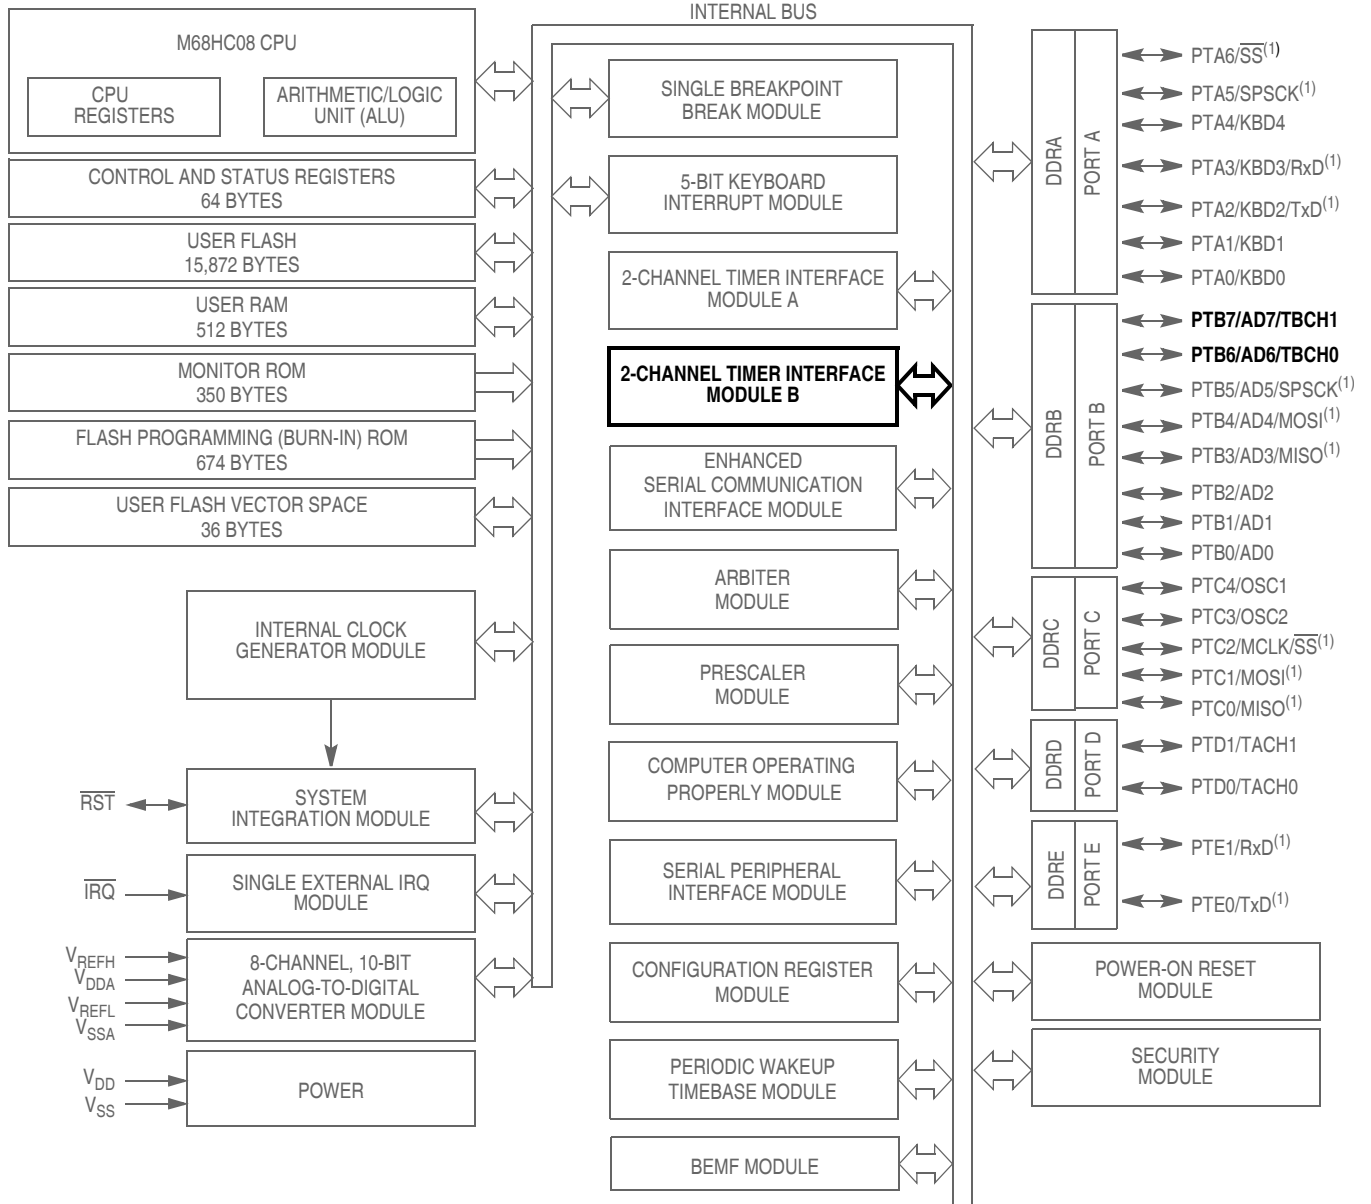 INTERNAL BUS
M68HC08 CPU
CPU
REGISTERS
ARITHMETIC/LOGIC
UNIT (ALU)
CONTROL AND STATUS REGISTERS
64 BYTES
USER FLASH
15,872 BYTES
USER RAM
512 BYTES
MONITOR ROM
350 BYTES
FLASH PROGRAMMING (BURN-IN) ROM
674 BYTES
USER FLASH VECTOR SPACE
36 BYTES
INTERNAL CLOCK
GENERATOR MODULE
RST
SYSTEM
INTEGRATION MODULE
IRQ
SINGLE EXTERNAL IRQ
MODULE
VREFH
VDDA
VREFL
VSSA
8-CHANNEL, 10-BIT
ANALOG-TO-DIGITAL
CONVERTER MODULE
VDD
VSS
POWER
SINGLE BREAKPOINT
BREAK MODULE
5-BIT KEYBOARD
INTERRUPT MODULE
2-CHANNEL TIMER INTERFACE
MODULE A
2-CHANNEL TIMER INTERFACE
MODULE B
ENHANCED
SERIAL COMMUNICATION
INTERFACE MODULE
ARBITER
MODULE
PRESCALER
MODULE
COMPUTER OPERATING
PROPERLY MODULE
SERIAL PERIPHERAL
INTERFACE MODULE
CONFIGURATION REGISTER
MODULE
PERIODIC WAKEUP
TIMEBASE MODULE
BEMF MODULE
DDRA
PORT A
PTA6/SS(1)
PTA5/SPSCK(1)
PTA4/KBD4
PTA3/KBD3/RxD(1)
PTA2/KBD2/TxD(1)
PTA1/KBD1
PTA0/KBD0
DDRB
PORT B
PTB7/AD7/TBCH1
PTB6/AD6/TBCH0
PTB5/AD5/SPSCK(1)
PTB4/AD4/MOSI(1)
PTB3/AD3/MISO(1)
PTB2/AD2
PTB1/AD1
PTB0/AD0
DDRC
PORT C
PTC4/OSC1
PTC3/OSC2
PTC2/MCLK/SS(1)
PTC1/MOSI(1)
PTC0/MISO(1)
DDRD
PORT D
PTD1/TACH1
PTD0/TACH0
DDRE
PORT E
PTE1/RxD(1)
PTE0/TxD(1)
POWER-ON RESET
MODULE
SECURITY
MODULE